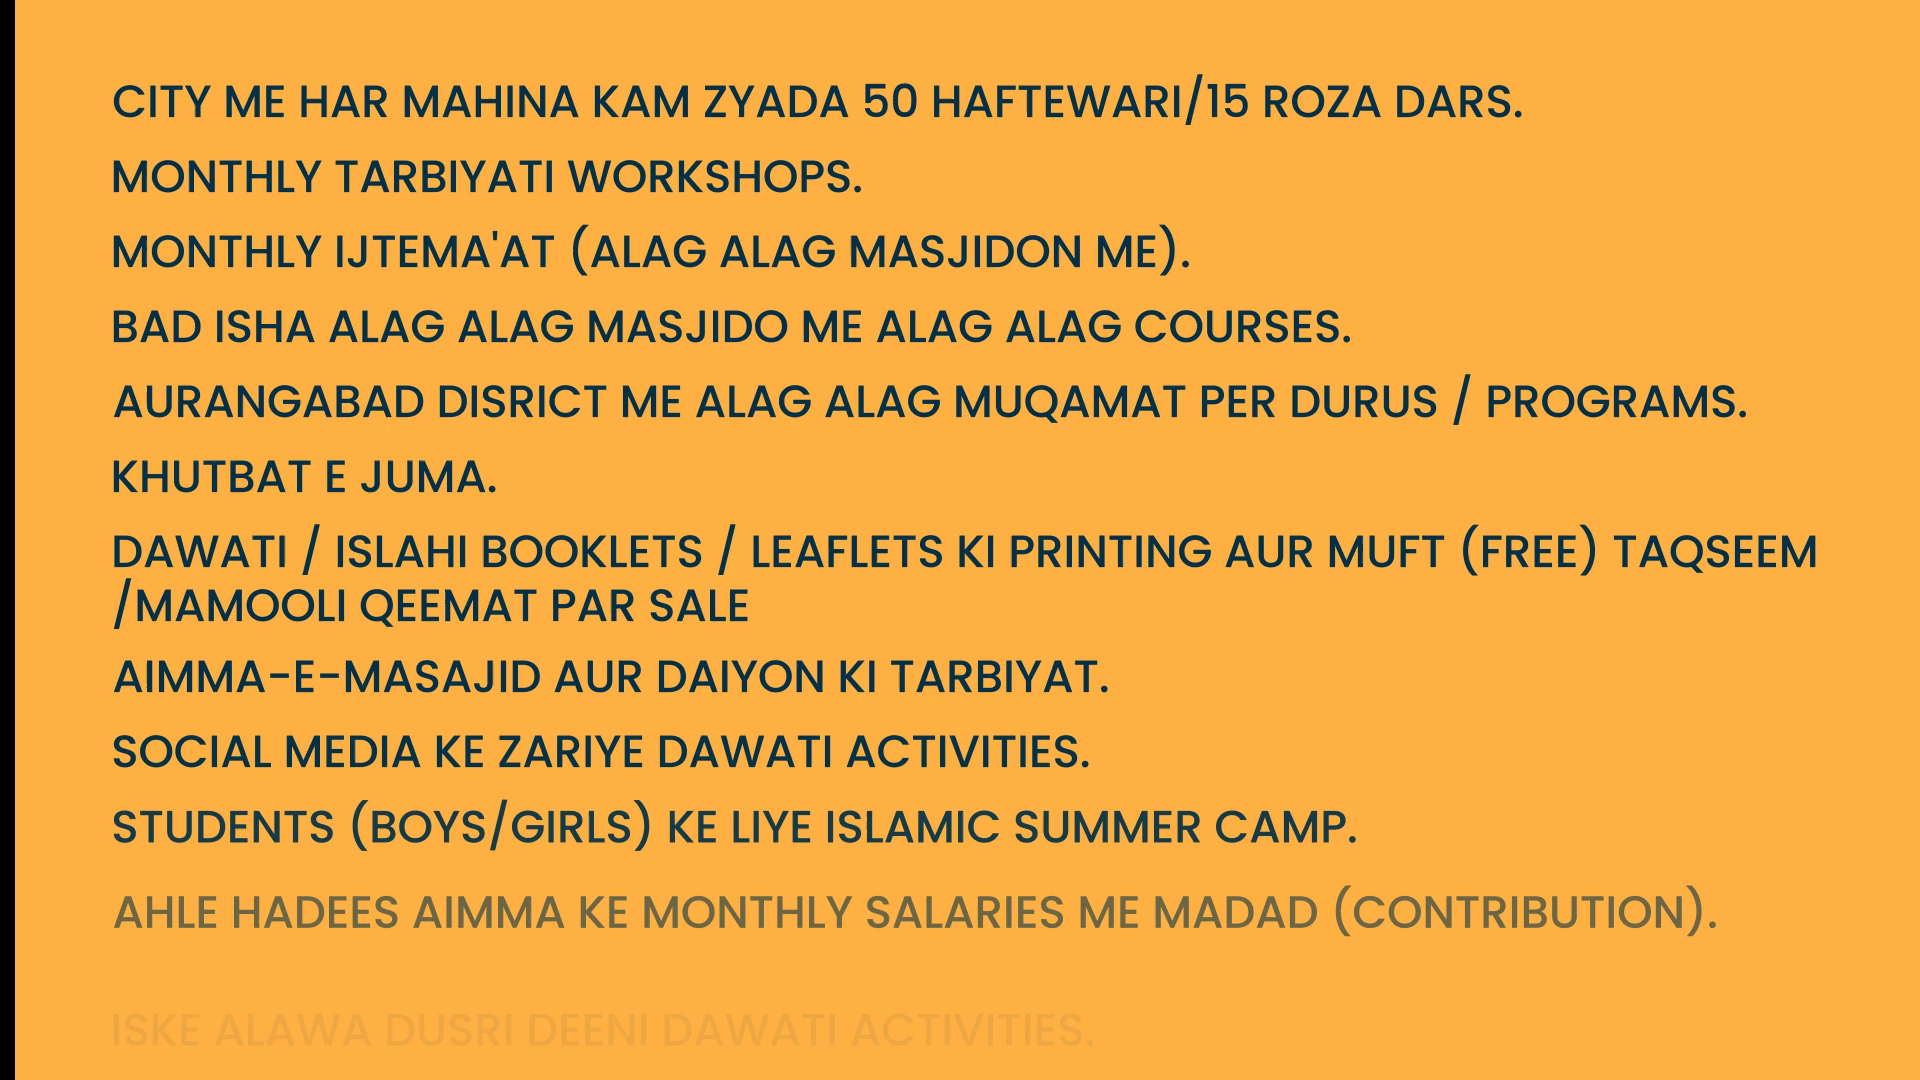 CITY ME HAR MAHINA KAM ZYADA 50 HAFTEWARI/15 ROZA DARS.
MONTHLY TARBIYATI WORKSHOPS.
MONTHLY IJTEMA'AT (ALAG ALAG MASJIDON ME).
BAD ISHA ALAG ALAG MASJIDO ME ALAG ALAG COURSES.
AURANGABAD DISRICT ME ALAG ALAG MUQAMAT PER DURUS / PROGRAMS.
KHUTBAT E JUMA.
DAWATI / ISLAHI BOOKLETS / LEAFLETS KI PRINTING AUR MUFT (FREE) TAQSEEM
/MAMOOLI QEEMAT PAR SALE
AIMMA-E-MASAJID AUR DAIYON KI TARBIYAT.
SOCIAL MEDIA KE ZARIYE DAWATI ACTIVITIES.
STUDENTS (BOYS/GIRLS) KE LIYE ISLAMIC SUMMER CAMP.
AHLE HADEES AIMMA KE MONTHLY SALARIES ME MADAD (CONTRIBUTION).
ISKE ALAWA DUSRI DEENI DAWATI ACTIVITIES.